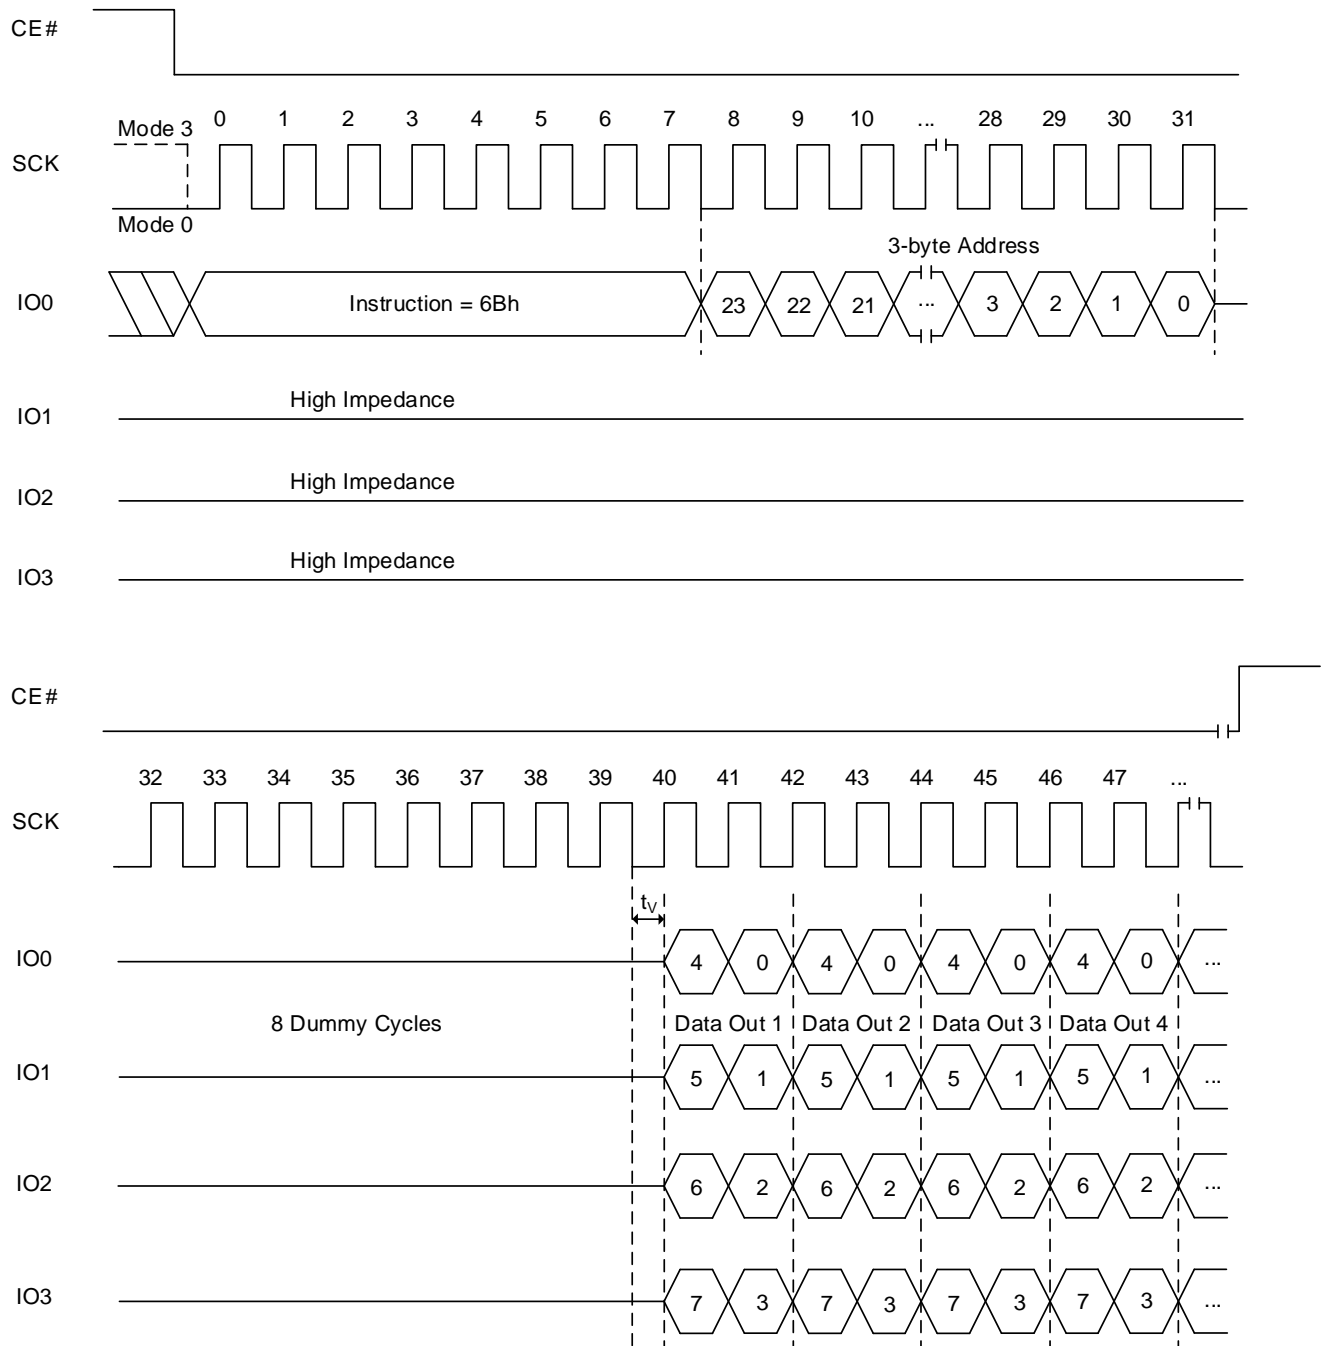 CE#
Mode 3 0 1 2 3 4 5 6 7 8 9 10 ... 28 29 30 31
SCK
Mode 0
3-byte Address
IO0 Instruction = 6Bh 23 22 21 ... 3 2 1 0
High Impedance
IO1
High Impedance
IO2
High Impedance
IO3
CE#
32 33 34 35 36 37 38 39 40 41 42 43 44 45 46 47 ...
SCK
tV
IO0 4 0 4 0 4 0 4 0 ...
8 Dummy Cycles Data Out 1 Data Out 2 Data Out 3 Data Out 4
IO1 5 1 5 1 5 1 5 1 ...
IO2 6 2 6 2 6 2 6 2 ...
IO3 7 3 7 3 7 3 7 3 ...